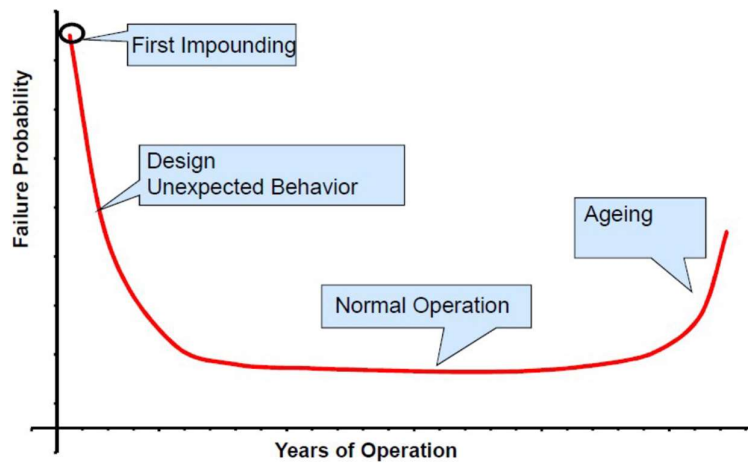 First Impounding
Design
Unexpected Behavior
Ageing
Normal Operation
Failure Probability
Years of Operation